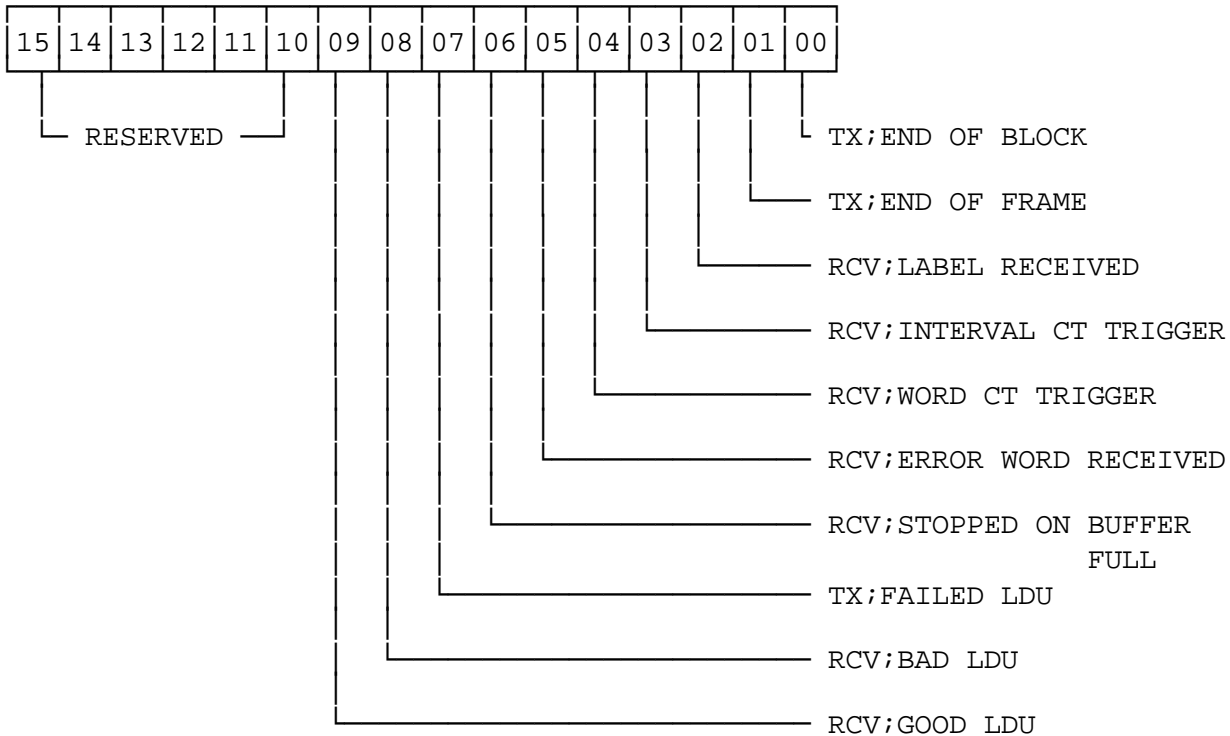 15 14 13 12 11 10 09 08 07 06 05 04 03 02 01 00
RESERVED
TX;END OF BLOCK
TX;END OF FRAME
RCV;LABEL RECEIVED
RCV;INTERVAL CT TRIGGER
RCV;WORD CT TRIGGER
RCV;ERROR WORD RECEIVED
RCV;STOPPED ON BUFFER
FULL
TX;FAILED LDU
RCV;BAD LDU
RCV;GOOD LDU